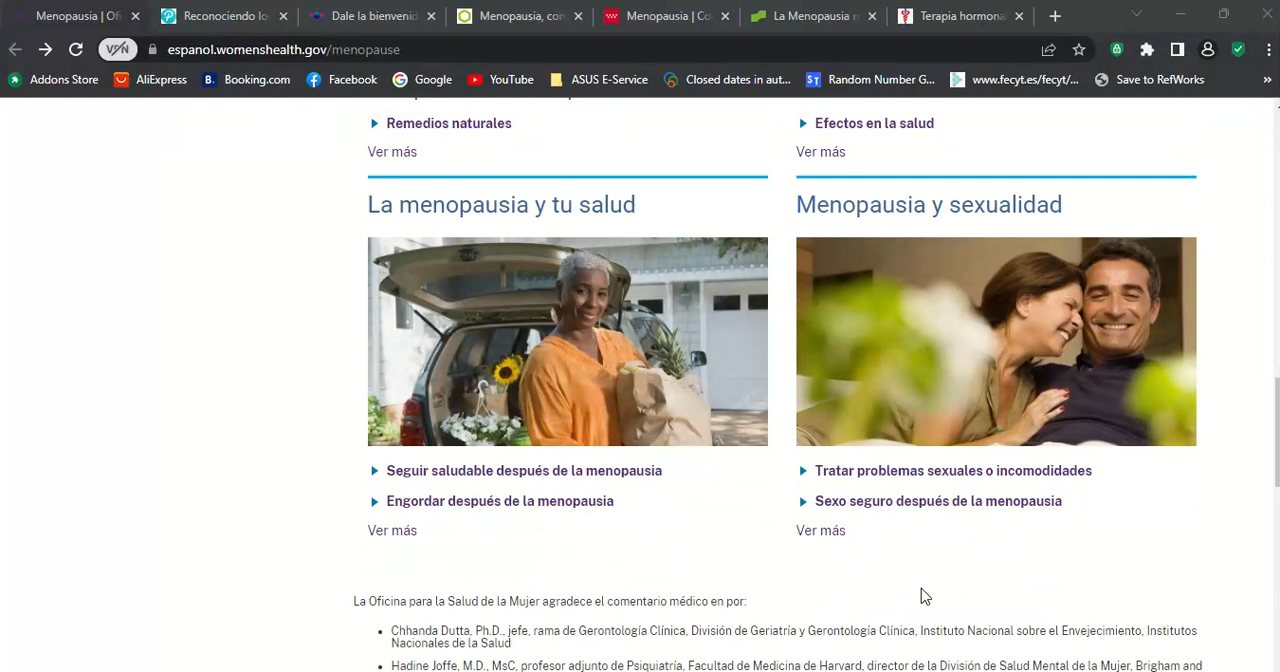 Menopausia | Ofi
Reconociendo lo
Dale la bienvenid
Menopausia, con
Menopausia | Co
La Menopausia n
Terapia hormona
VPN
espanol.womenshealth.gov/menopause
Addons Store
AliExpress
B. Booking.com
Facebook
Google
YouTube
ASUS E-Service
Closed dates in aut...
ST Random Number G...
www.fecyt.es/fecyt/...
Save to RefWorks
»
Remedios naturales
Ver más
Efectos en la salud
Ver más
La menopausia y tu salud
Menopausia y sexualidad
Seguir saludable después de la menopausia
Engordar después de la menopausia
Ver más
Tratar problemas sexuales o incomodidades
Sexo seguro después de la menopausia
Ver más
La Oficina para la Salud de la Mujer agradece el comentario médico en por:
Chhanda Dutta, Ph.D., jefe, rama de Gerontología Clínica, División de Geriatría y Gerontología Clínica, Instituto Nacional sobre el Envejecimiento, Institutos
Nacionales de la Salud
Hadine Joffe, M.D., MsC, profesor adjunto de Psiquiatría, Facultad de Medicina de Harvard, director de la División de Salud Mental de la Mujer, Brigham and